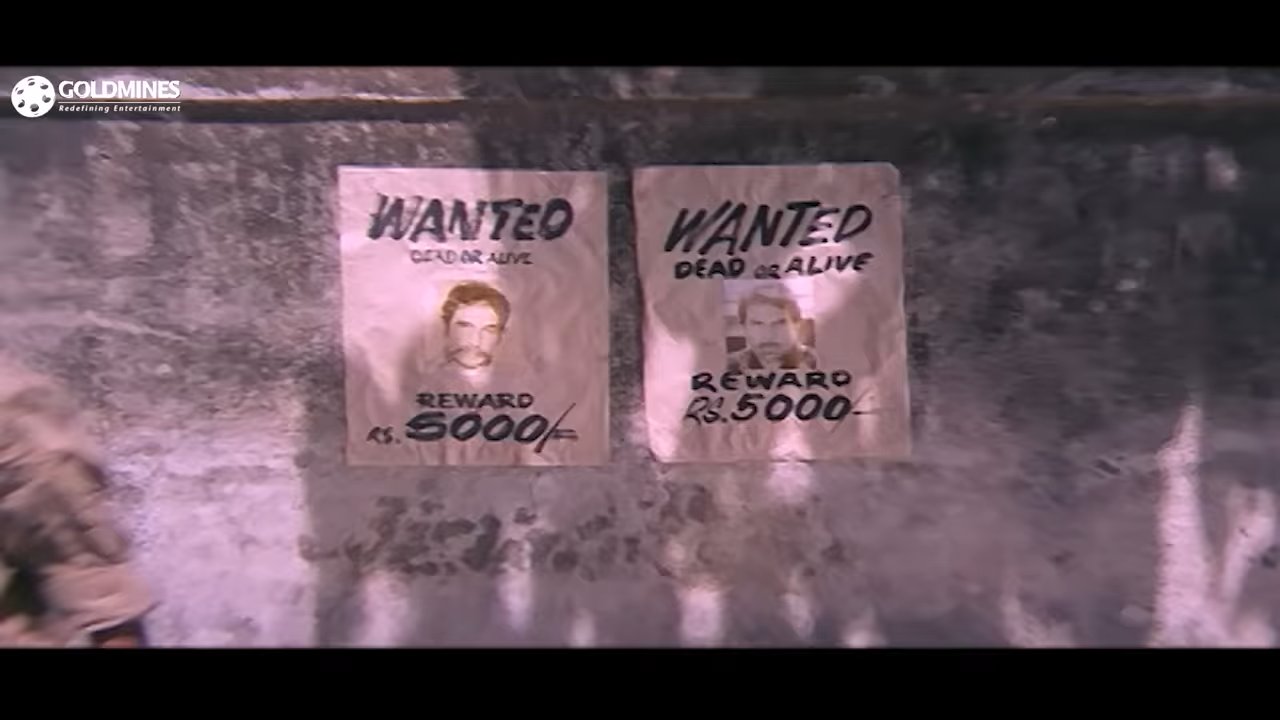 GOLDMINES
Redefining Entertainment
WANTED
DEAD OR ALIVE
REWARD
RS. 5000/=
WANTED
DEAD OR ALIVE
REWARD
RS. 5000/-